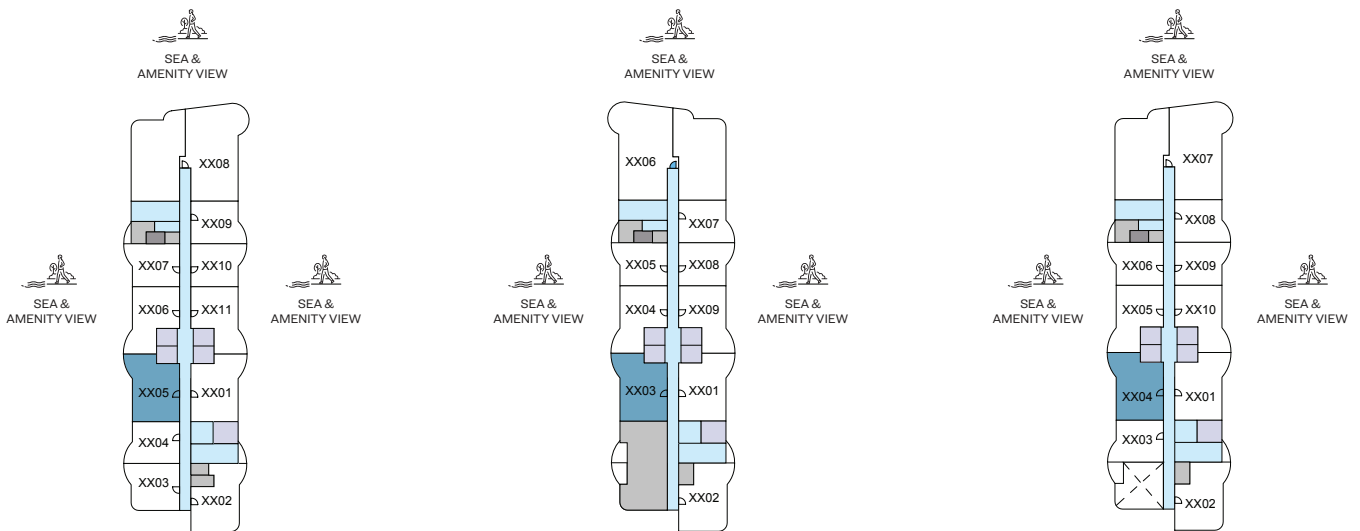 SEA &
AMENITY VIEW
XX08
XX09
XX07
XX10
SEA &
AMENITY VIEW
SEA &
AMENITY VIEW
XX06
XX11
XX05
XX01
XX04
XX03
XX02
SEA &
AMENITY VIEW
XX06
XX07
XX05
XX08
SEA &
AMENITY VIEW
SEA &
AMENITY VIEW
XX04
XX09
XX03
XX01
XX02
SEA &
AMENITY VIEW
XX07
XX08
XX06
XX09
SEA &
AMENITY VIEW
SEA &
AMENITY VIEW
XX05
XX10
XX04
XX01
XX03
XX02